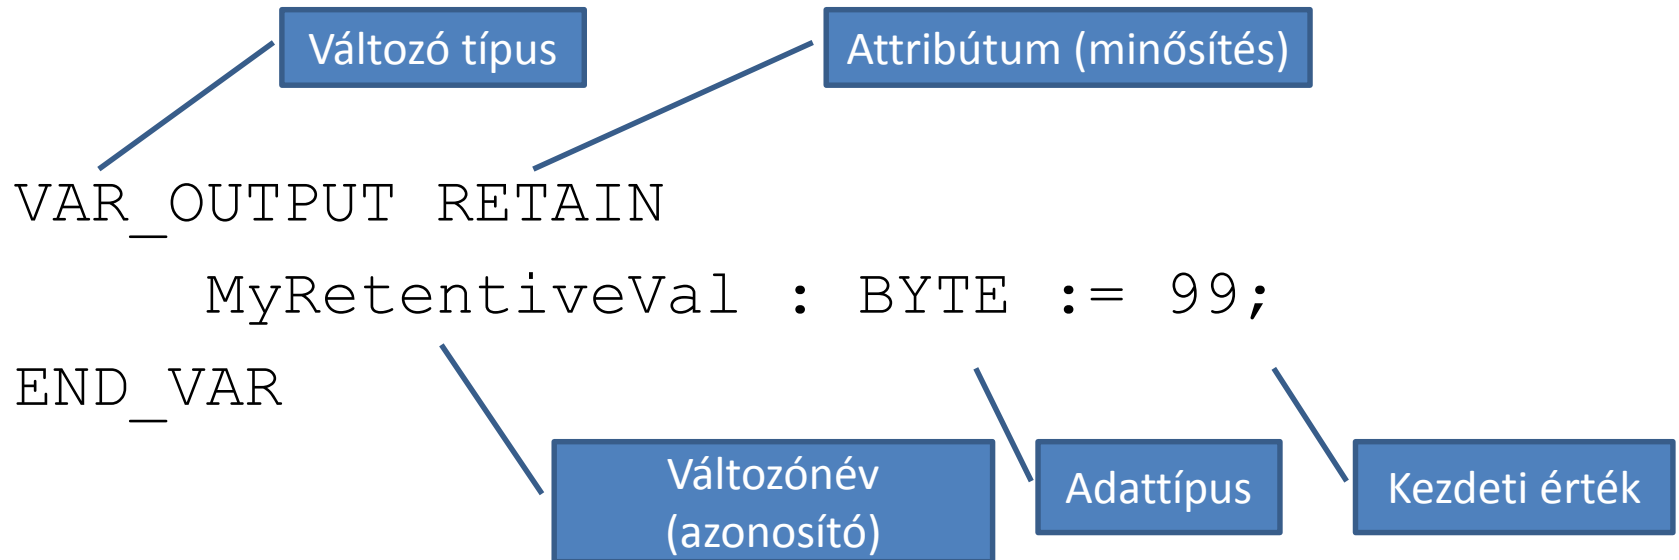 Változó típus
Attribútum (minősítés)
VAR_OUTPUT RETAIN
MyRetentiveVal : BYTE := 99;
END_VAR
Változónév
(azonosító)
Adattípus
Kezdeti érték